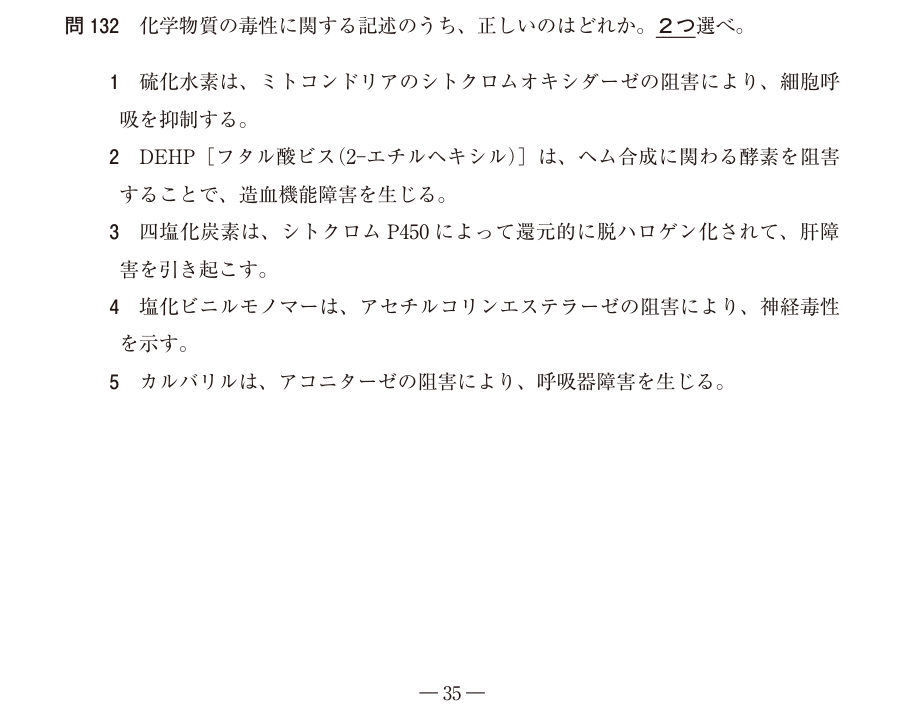 問 132 化学物質の毒性に関する記述のうち、正しいのはどれか。2つ選べ。
1 硫化水素は、ミトコンドリアのシトクロムオキシダーゼの阻害により、細胞呼
吸を抑制する。
2 DEHP［フタル酸ビス(2-エチルヘキシル)］は、ヘム合成に関わる酵素を阻害
することで、造血機能障害を生じる。
3 四塩化炭素は、シトクロム P450 によって還元的に脱ハロゲン化されて、肝障
害を引き起こす。
4 塩化ビニルモノマーは、アセチルコリンエステラーゼの阻害により、神経毒性
を示す。
5 カルバリルは、アコニターゼの阻害により、呼吸器障害を生じる。
— 35 —